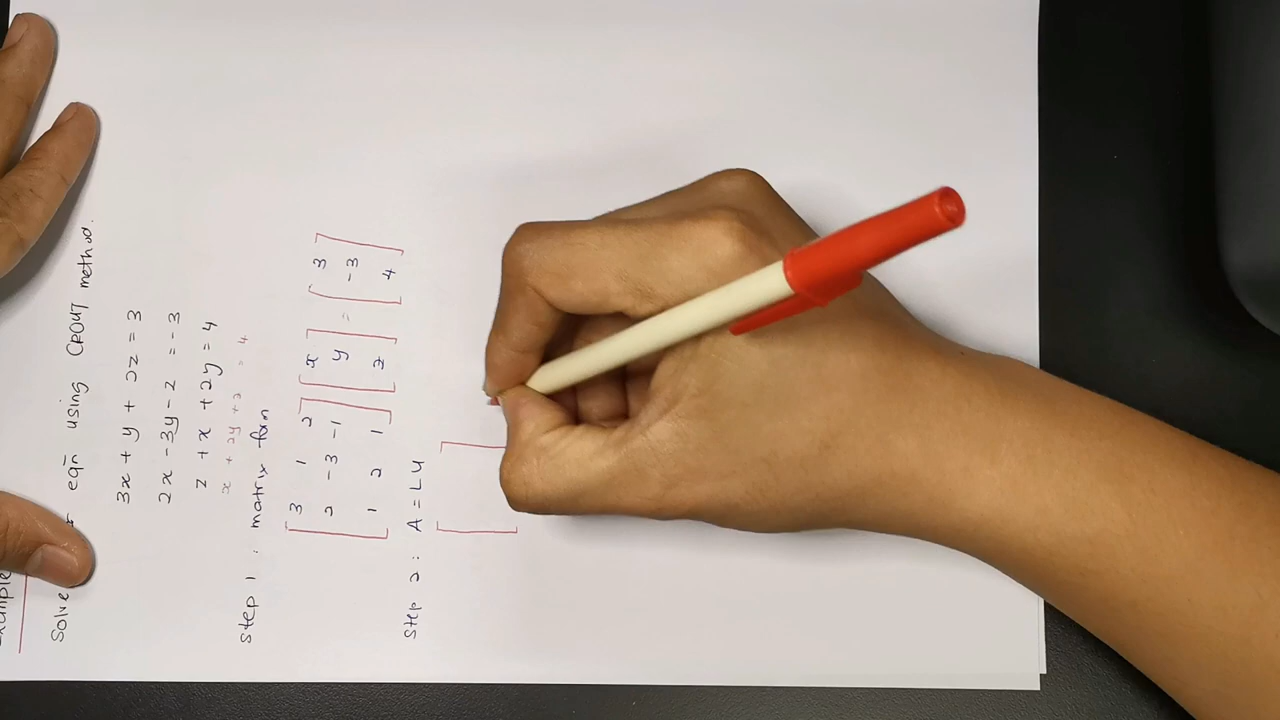 Example
Solve eqn using CROUT method.
3x + y + 2z = 3
2x - 3y - z = -3
z + x + 2y = 4
x + 2y + z = 4
Step 1 : matrix form
[3 1 2] [x] = [3]
[2 -3 -1] [y] [-3]
[1 2 1] [z] [4]
Step 2 : A = LU